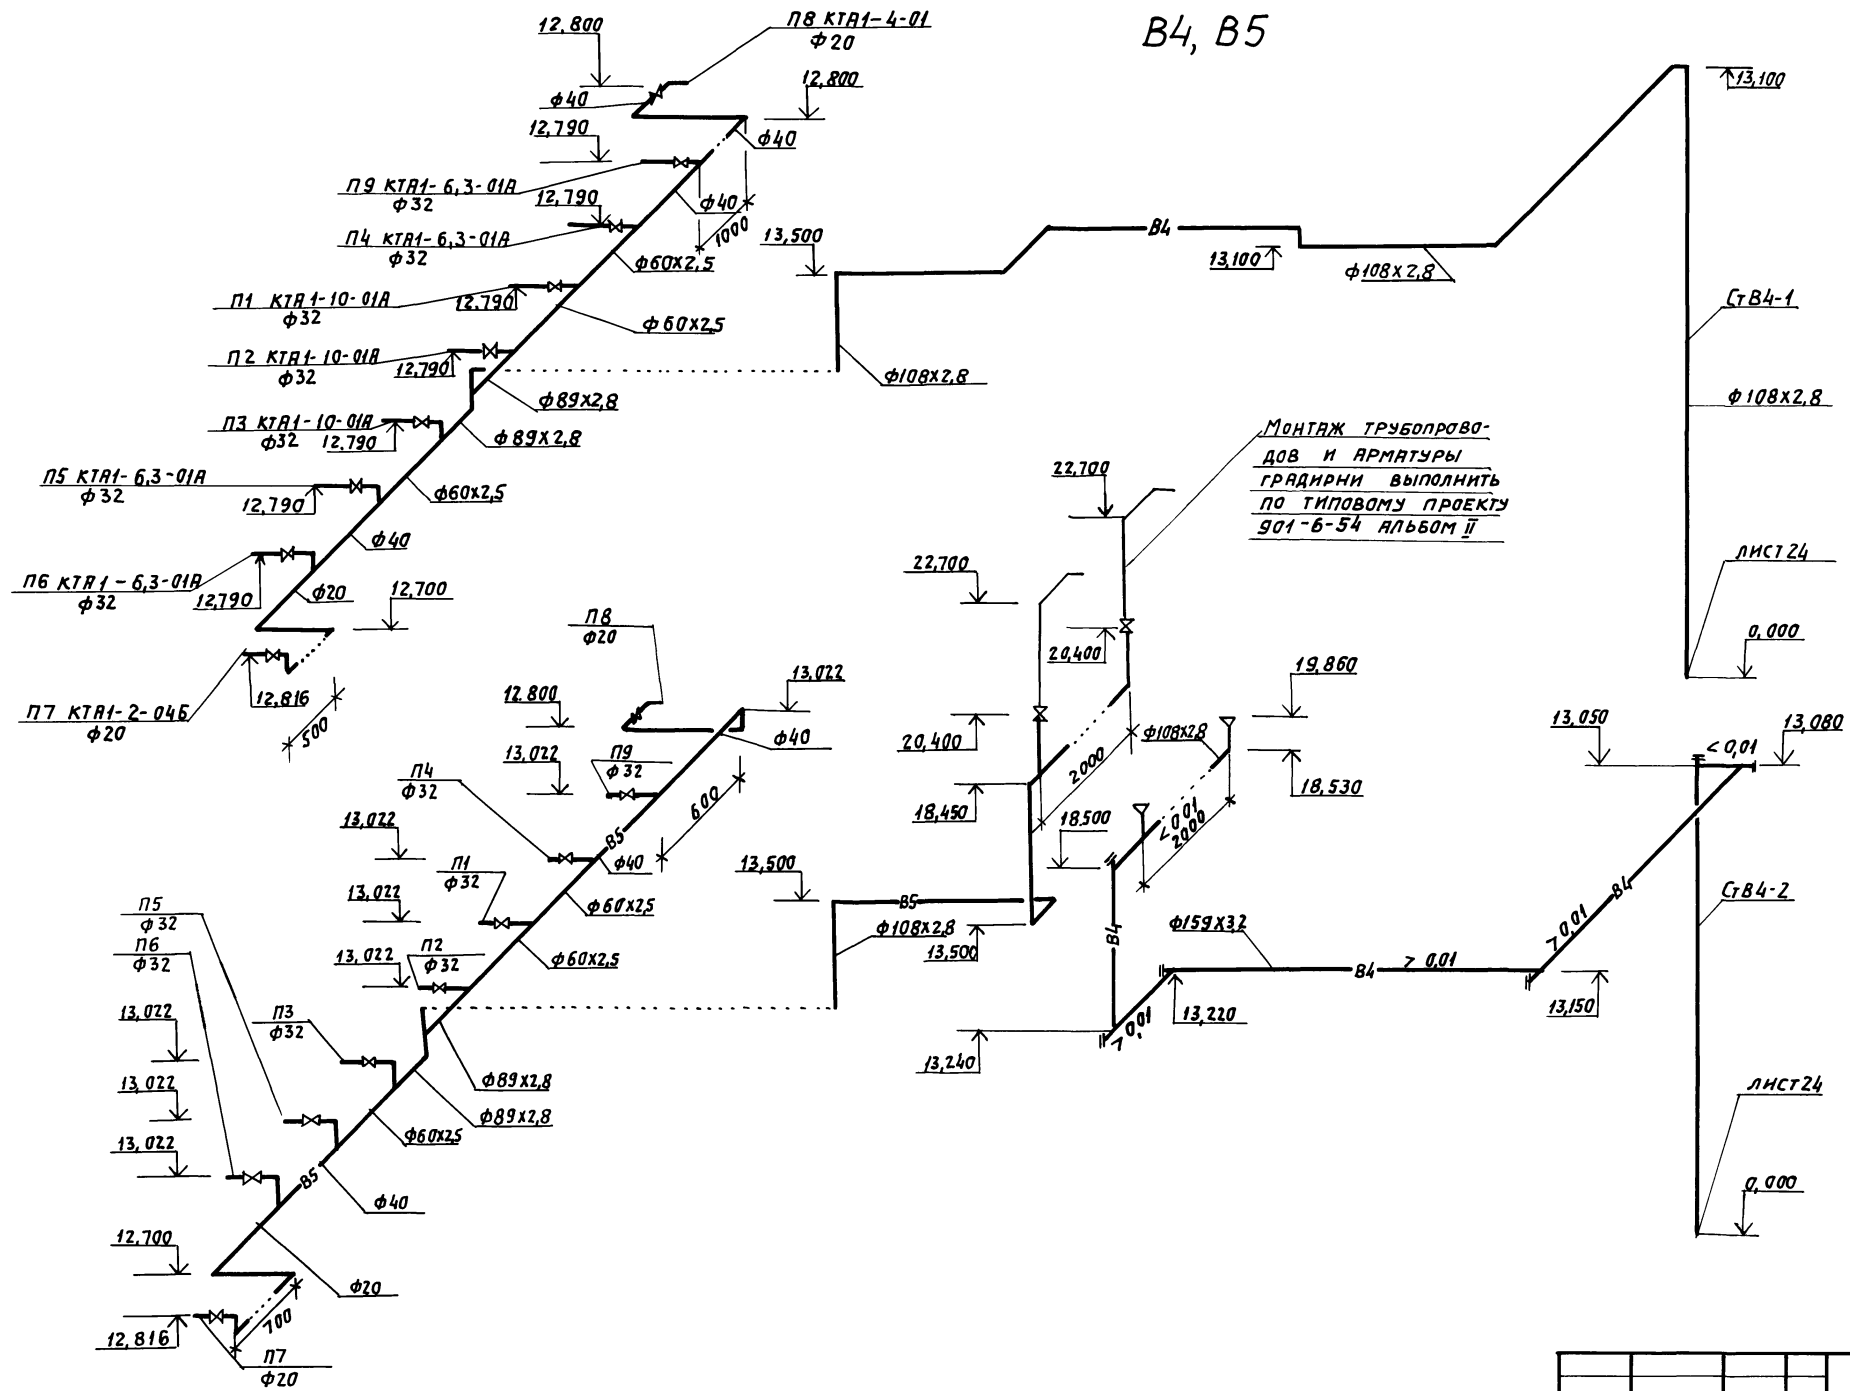 В4, В5
12,800
П8 КТА1-4-01
ф20
12,800
ф40
12,790
ф40
П9 КТА1-6,3-01А
ф32
12,790
ф40
1000
П4 КТА1-6,3-01А
ф32
ф60х2,5
П1 КТА1-10-01А
ф32
12,790
ф60х2,5
П2 КТА1-10-01А
ф32
12,790
ф89х2,8
П3 КТА1-10-01А
ф32
12,790
ф89х2,8
П5 КТА1-6,3-01А
ф32
12,790
ф60х2,5
ф40
П6 КТА1-6,3-01А
ф32
12,790
ф20
12,700
П7 КТА1-2-04Б
ф20
12,816
500
13,500
В4
13,100
ф108х2,8
13,100
ф108х2,8
СтВ4-1
ф108х2,8
лист 24
0,000
Монтаж трубопрово-
дов и арматуры
градирни выполнить
по типовому проекту
901-6-54 альбом II
22,700
22,700
20,400
20,400
18,450
2000
ф108х2,8
19,860
18,530
18.500
<0,01
2000
13,500
В5
ф108х2,8
13,500
В4
13,240
>0,01
13,220
ф159х3,2
В4
> 0,01
13,150
>0,01
В4
13,050
<0,01
13,080
СтВ4-2
лист 24
0,000
П8
ф20
12.800
13,022
ф40
13,022
П9
ф32
600
В5
П4
ф32
13,022
ф40
П1
ф32
13,022
ф60х2,5
П2
ф32
13,022
ф60х2,5
П5
ф32
П6
ф32
П3
ф32
13,022
ф89х2,8
13,022
ф89х2,8
ф60х2,5
13,022
В5
ф40
12,700
ф20
700
12,816
П7
ф20